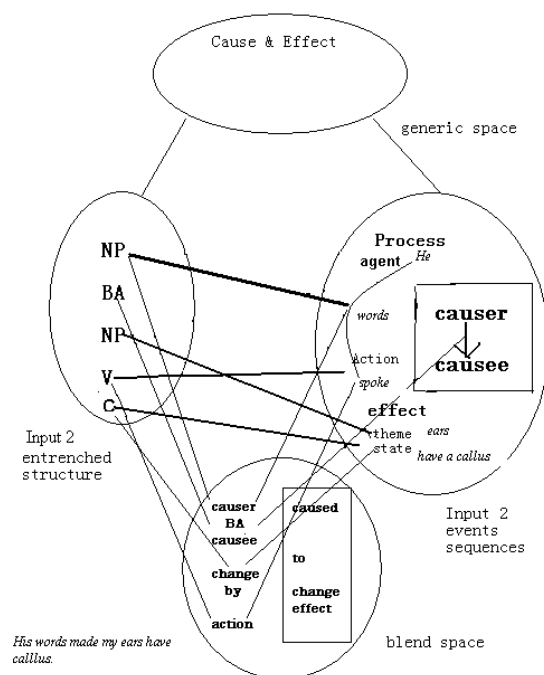 Cause & Effect
generic space
NP
BA
NP
V
C
Input 2
entrenched
structure
Process
agent
He
words
Action
spoke
effect
theme
ears
state
have a callus
causer
causee
Input 2
events
sequences
causer
BA
causee
change
by
action
caused
to
change
effect
blend space
His words made my ears have
calllus.